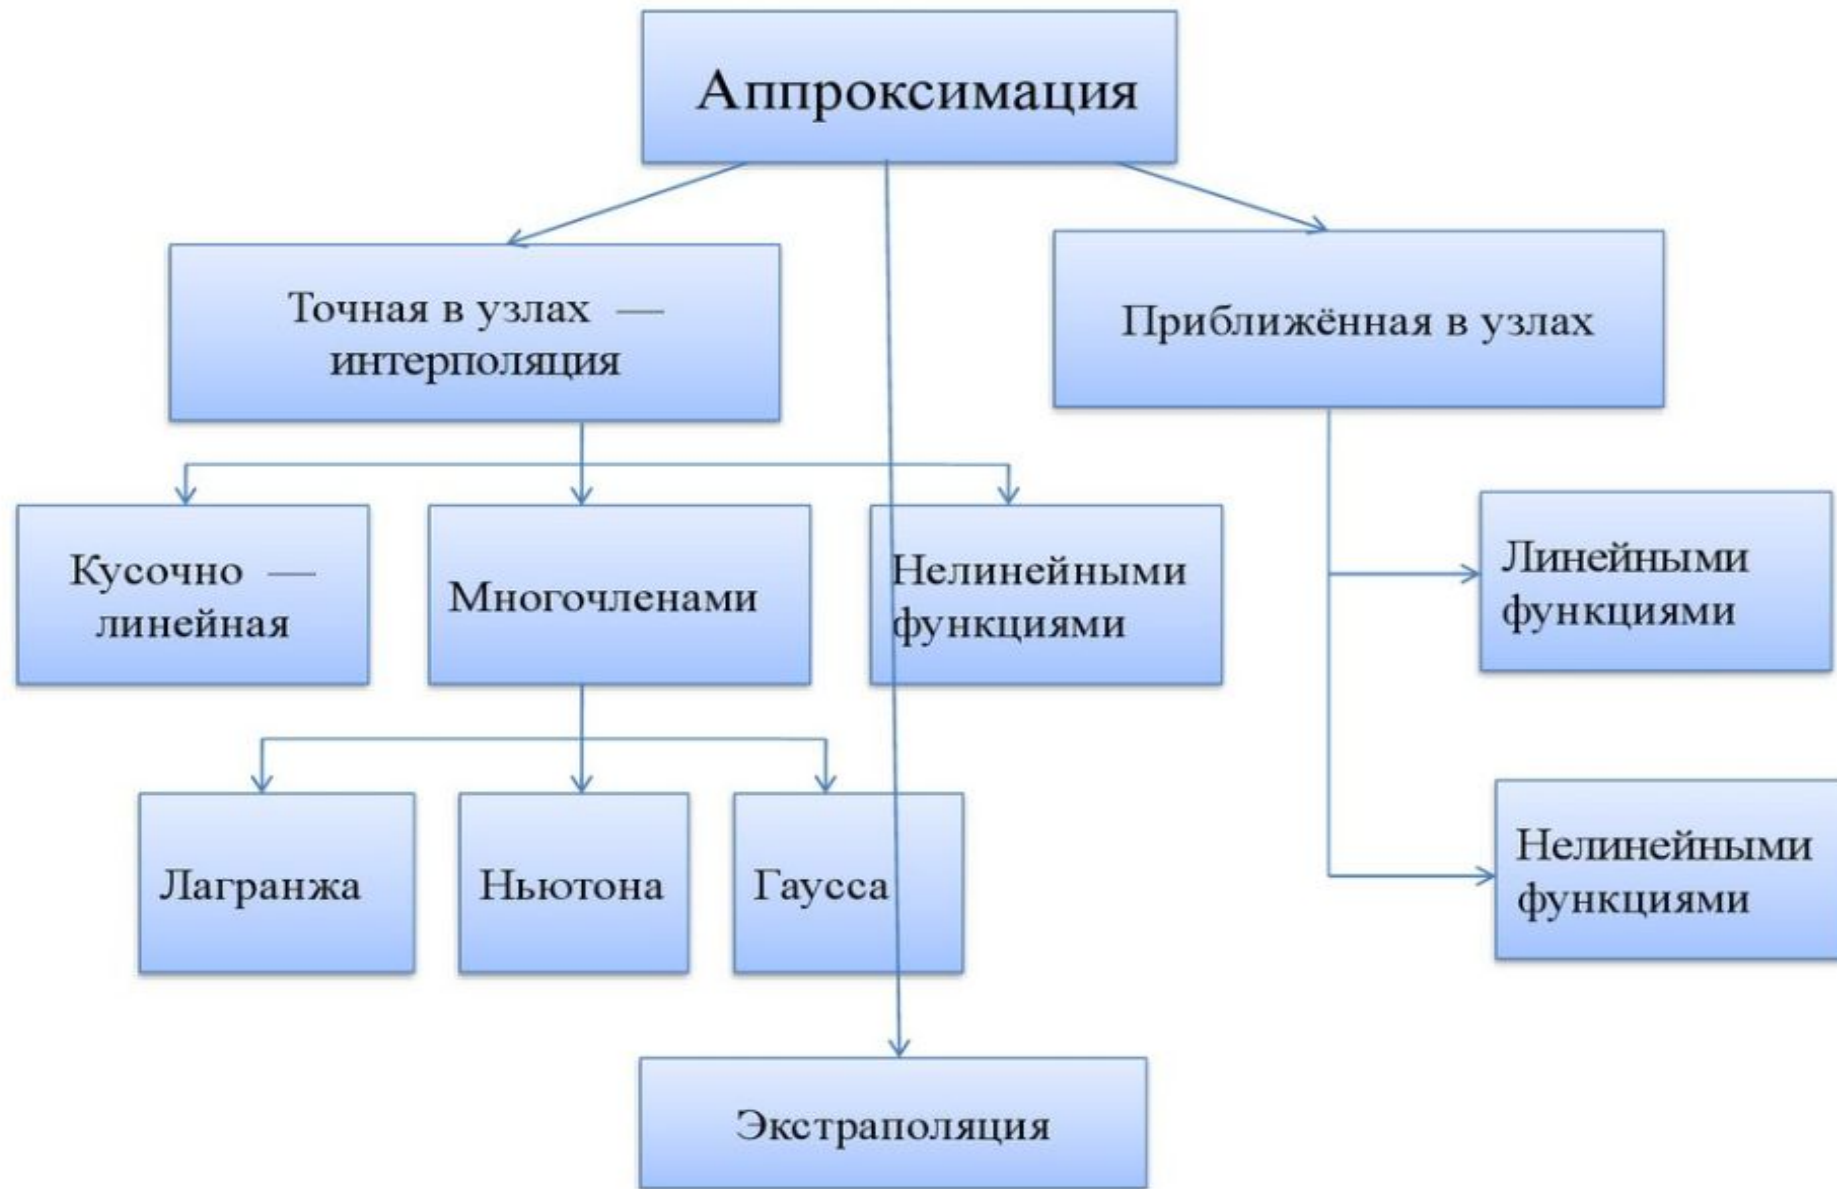 Аппроксимация
Точная в узлах —
интерполяция
Приближённая в узлах
Кусочно —
линейная
Многочленами
Нелинейными
функциями
Линейными
функциями
Лагранжа
Ньютона
Гаусса
Нелинейными
функциями
Экстраполяция